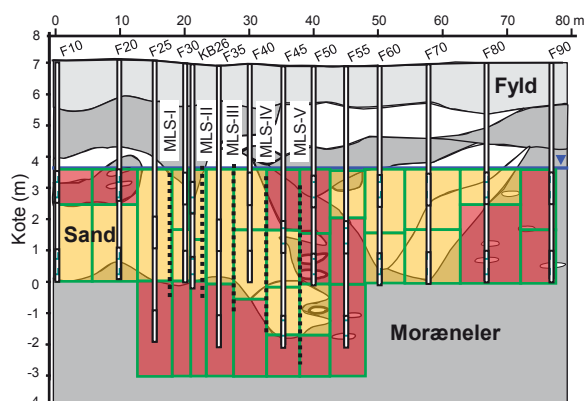 0 10 20 30 40 50 60 70 80 m
F10 F20 F25 F30 KB26 F35 F40 F45 F50 F55 F60 F70 F80 F90
8
7
6
5
4
3
2
1
0
-1
-2
-3
Kote (m)
MLS-I
MLS-II
MLS-III
MLS-IV
MLS-V
Fyld
Sand
Moræneler